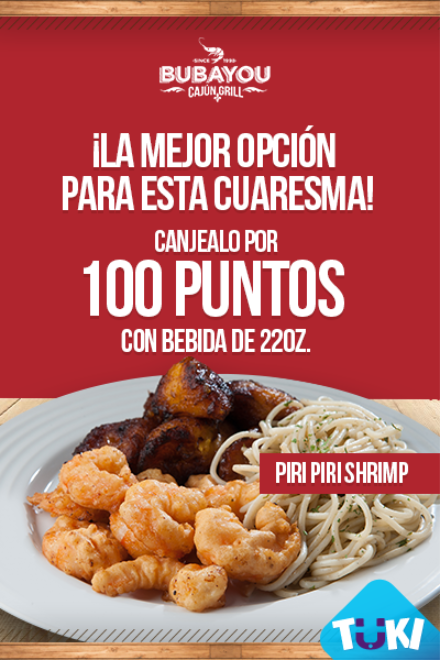 SINCE 1990
BUBAYOU
CAJÚN GRILL
¡LA MEJOR OPCIÓN
PARA ESTA CUARESMA!
CANJEALO POR
100 PUNTOS
CON BEBIDA DE 22OZ.
PIRI PIRI SHRIMP
TUKI